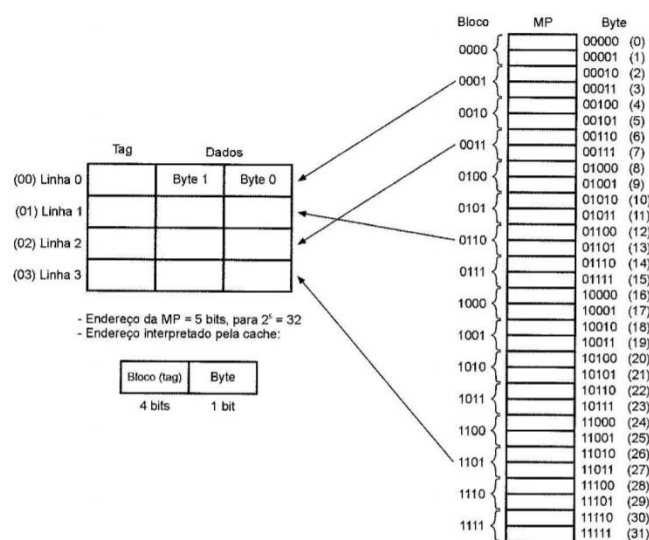 Tag Dados
(00) Linha 0 Byte 1 Byte 0
(01) Linha 1
(02) Linha 2
(03) Linha 3
- Endereço da MP = 5 bits, para 2⁵ = 32
- Endereço interpretado pela cache:
Bloco (tag) Byte
4 bits 1 bit
Bloco MP Byte
0000 00000 (0)
00001 (1)
0001 00010 (2)
00011 (3)
0010 00100 (4)
00101 (5)
0011 00110 (6)
00111 (7)
0100 01000 (8)
01001 (9)
0101 01010 (10)
01011 (11)
0110 01100 (12)
01101 (13)
0111 01110 (14)
01111 (15)
1000 10000 (16)
10001 (17)
1001 10010 (18)
10011 (19)
1010 10100 (20)
10101 (21)
1011 10110 (22)
10111 (23)
1100 11000 (24)
11001 (25)
1101 11010 (26)
11011 (27)
1110 11100 (28)
11101 (29)
1111 11110 (30)
11111 (31)